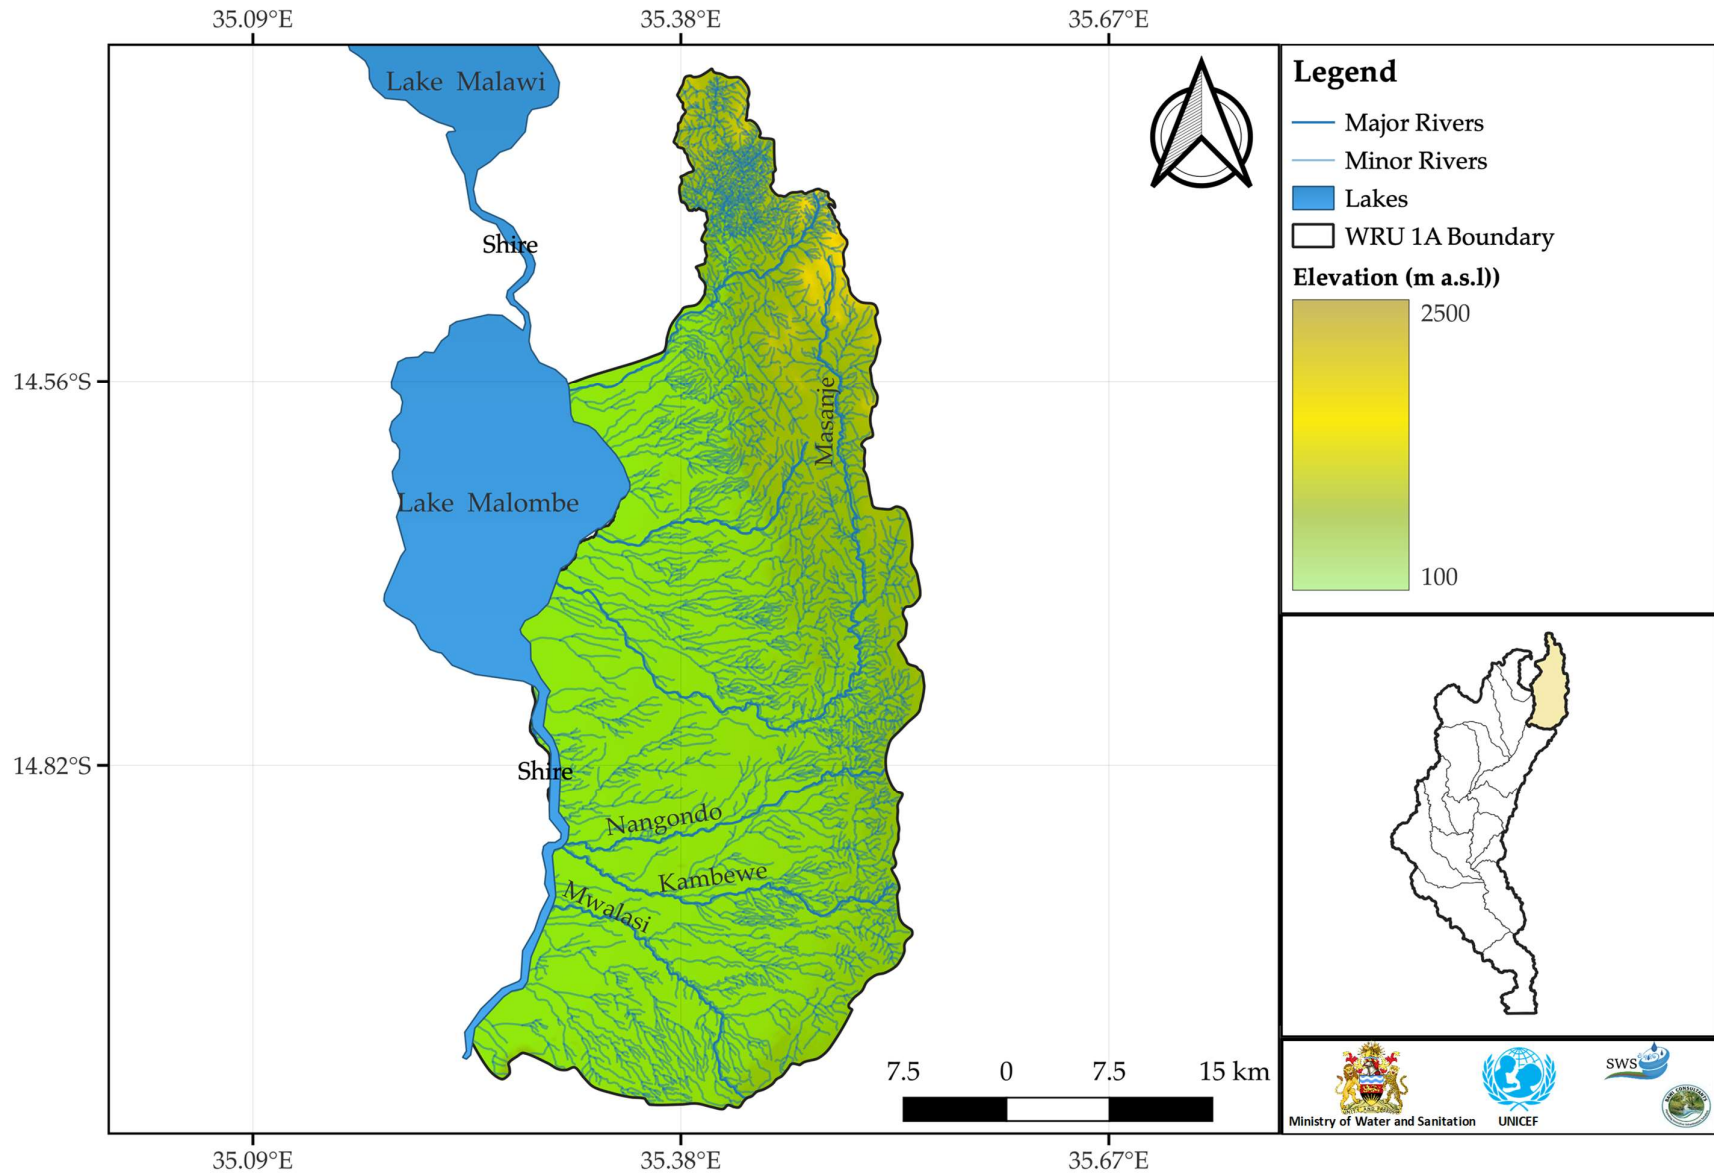 35.09°E
35.38°E
35.67°E
14.56°S
14.82°S
Lake Malawi
Shire
Lake Malombe
Masanje
Shire
Nangondo
Kambewe
Mwalasi
7.5 0 7.5 15 km
35.09°E
35.38°E
35.67°E
Legend
Major Rivers
Minor Rivers
Lakes
WRU 1A Boundary
Elevation (m a.s.l))
2500
100
Ministry of Water and Sanitation
UNICEF
SWS